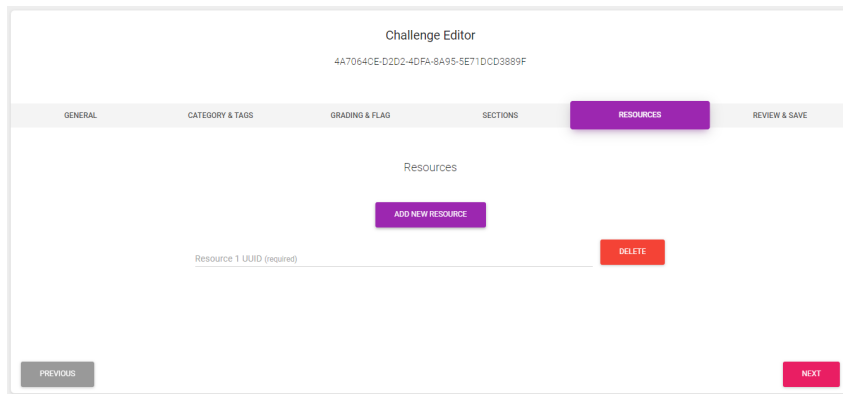 Challenge Editor
4A7064CE-D2D2-4DFA-8A95-5E71DCD3889F
GENERAL
CATEGORY & TAGS
GRADING & FLAG
SECTIONS
RESOURCES
REVIEW & SAVE
Resources
ADD NEW RESOURCE
Resource 1 UUID (required)
DELETE
PREVIOUS
NEXT